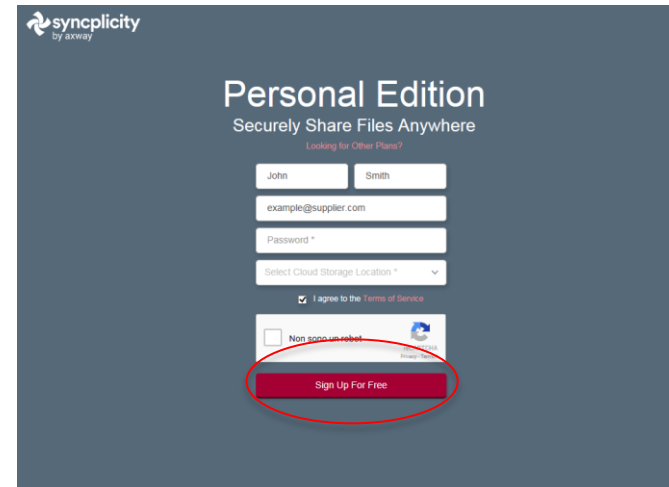 syncplicity
by axway
Personal Edition
Securely Share Files Anywhere
Looking for Other Plans?
John Smith
example@supplier.com
Password *
Select Cloud Storage Location *
I agree to the Terms of Service
Non sono un robot
reCAPTCHA
Privacy - Terms
Sign Up For Free